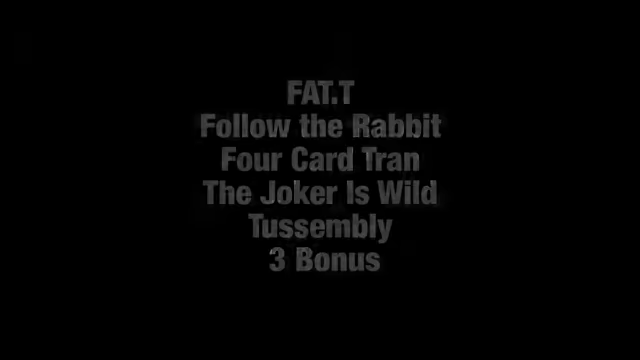 FAT.T
Follow the Rabbit
Four Card Tran
The Joker Is Wild
Tussembly
3 Bonus